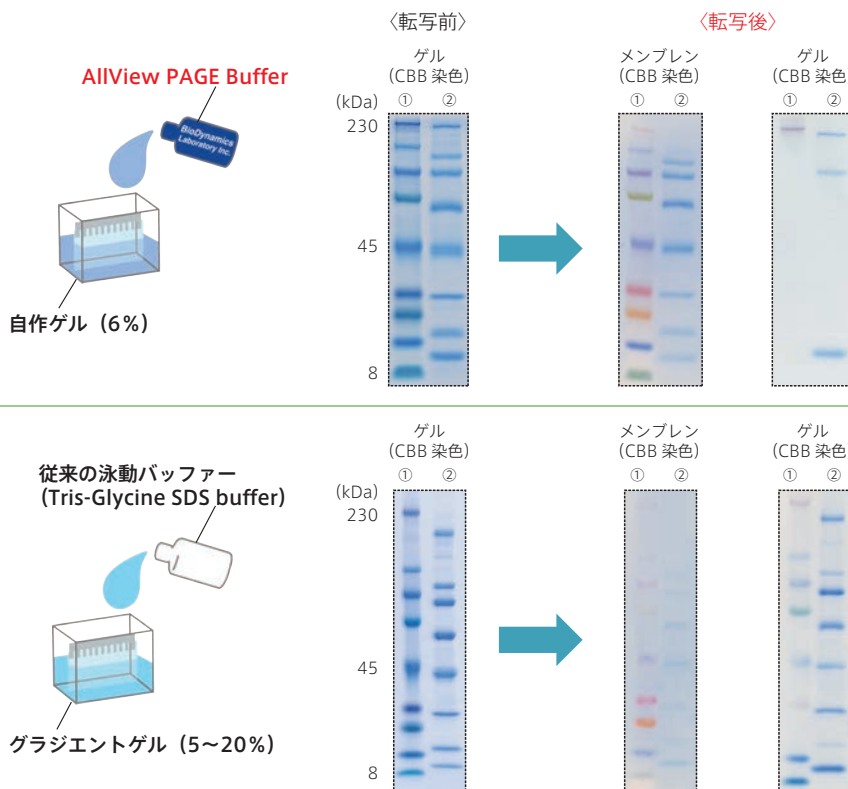 〈転写前〉
〈転写後〉
ゲル
(CBB 染色)
メンブレン
(CBB 染色)
ゲル
(CBB 染色)
AllView PAGE Buffer
BioDynamics
Laboratory Inc.
(kDa)
① ②
① ②
① ②
230
45
8
自作ゲル（6%）
ゲル
(CBB 染色)
メンブレン
(CBB 染色)
ゲル
(CBB 染色)
従来の泳動バッファー
(Tris-Glycine SDS buffer)
(kDa)
① ②
① ②
① ②
230
45
8
グラジエントゲル（5〜20%）